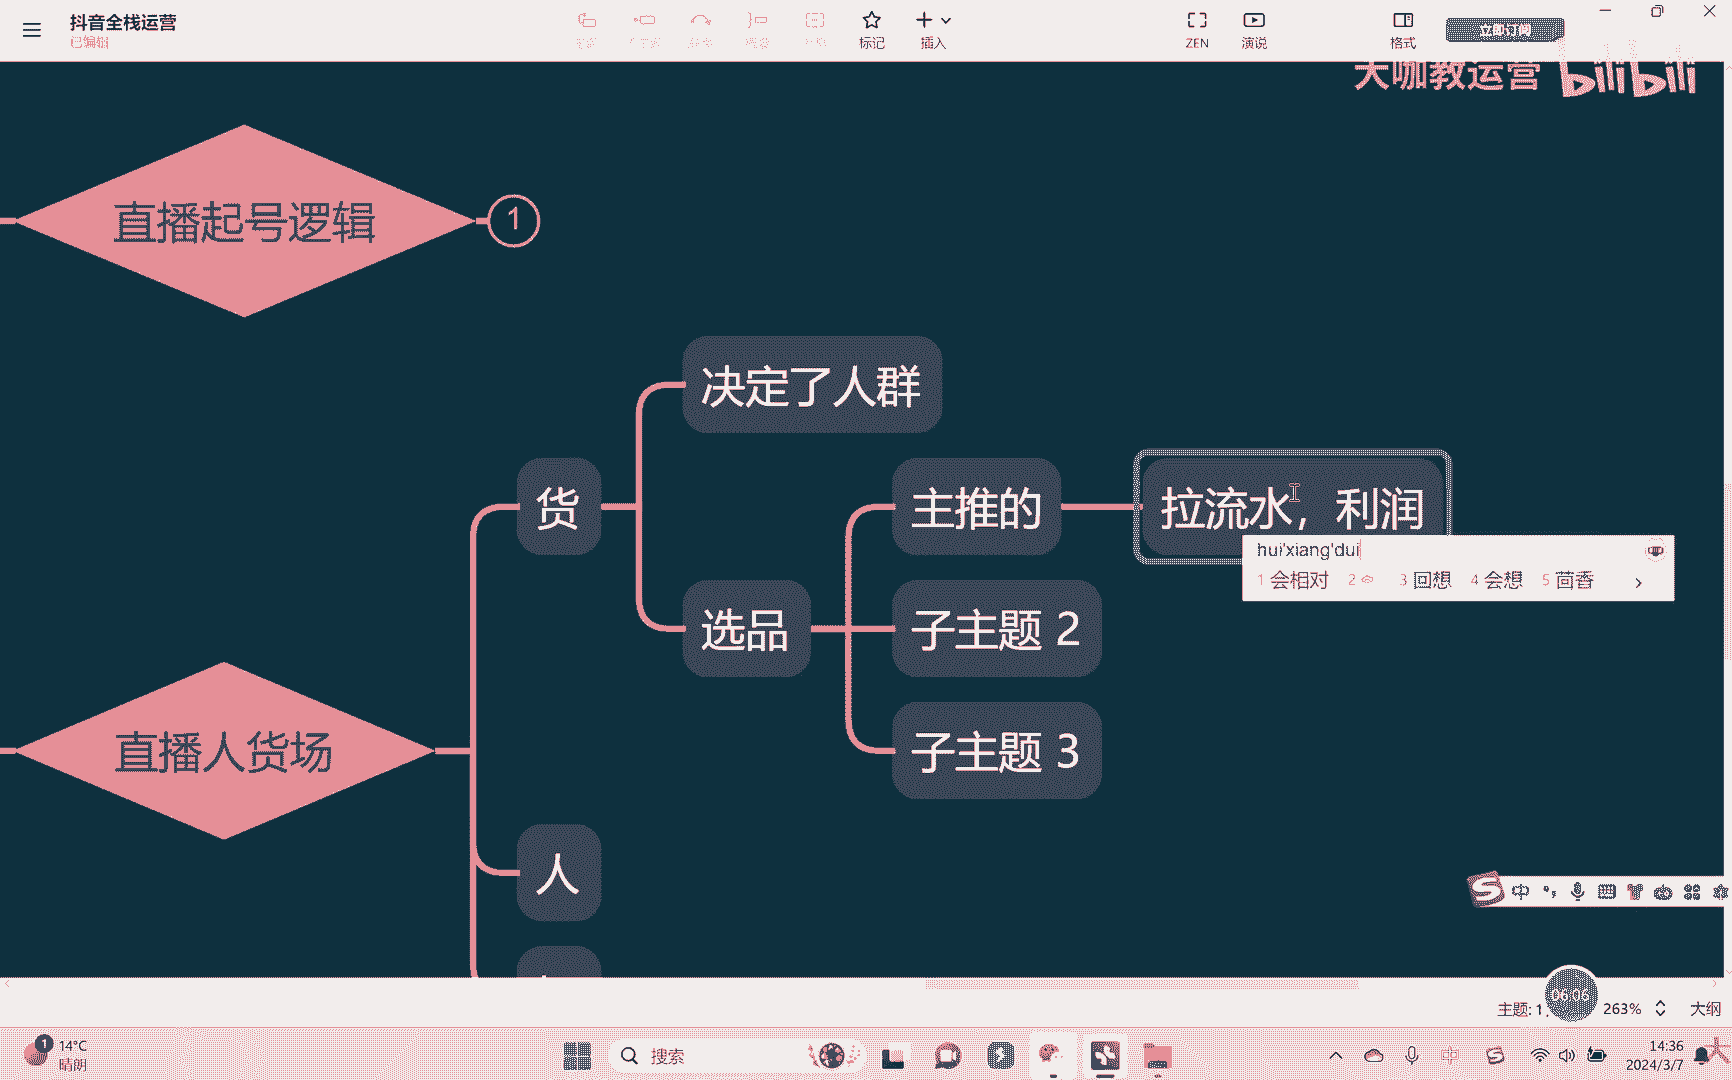 抖音全栈运营
已编辑
标记
插入
ZEN
演说
格式
立即订阅
大咖教运营 bilibili
直播起号逻辑
1
决定了人群
货
主推的
拉流水，利润
hui'xiang'dui
1 会相对 2 3 回想 4 会想 5 茴香
选品
子主题 2
子主题 3
直播人货场
人
中
06:06
主题: 1
263%
大纲
1
14°C
晴朗
搜索
中
14:36
2024/3/7